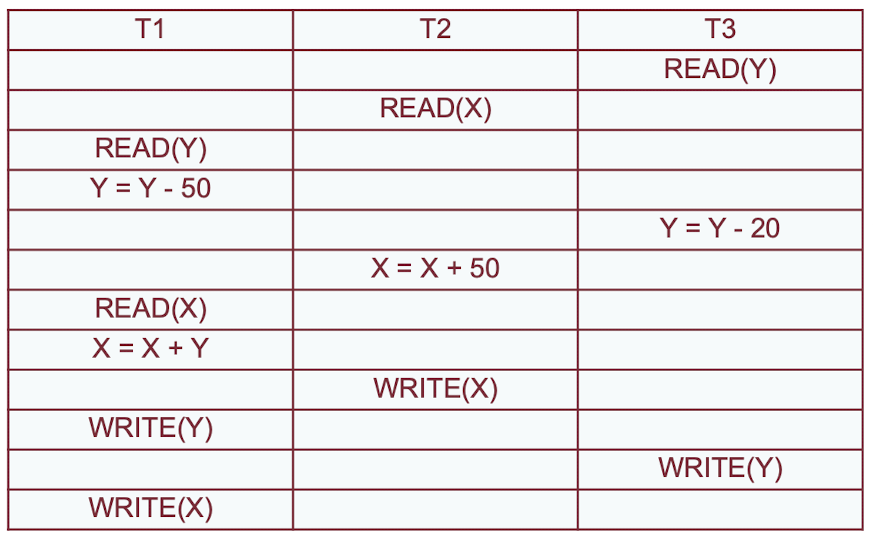 T1 T2 T3
READ(Y)
READ(X)
READ(Y)
Y = Y - 50
Y = Y - 20
X = X + 50
READ(X)
X = X + Y
WRITE(X)
WRITE(Y)
WRITE(Y)
WRITE(X)